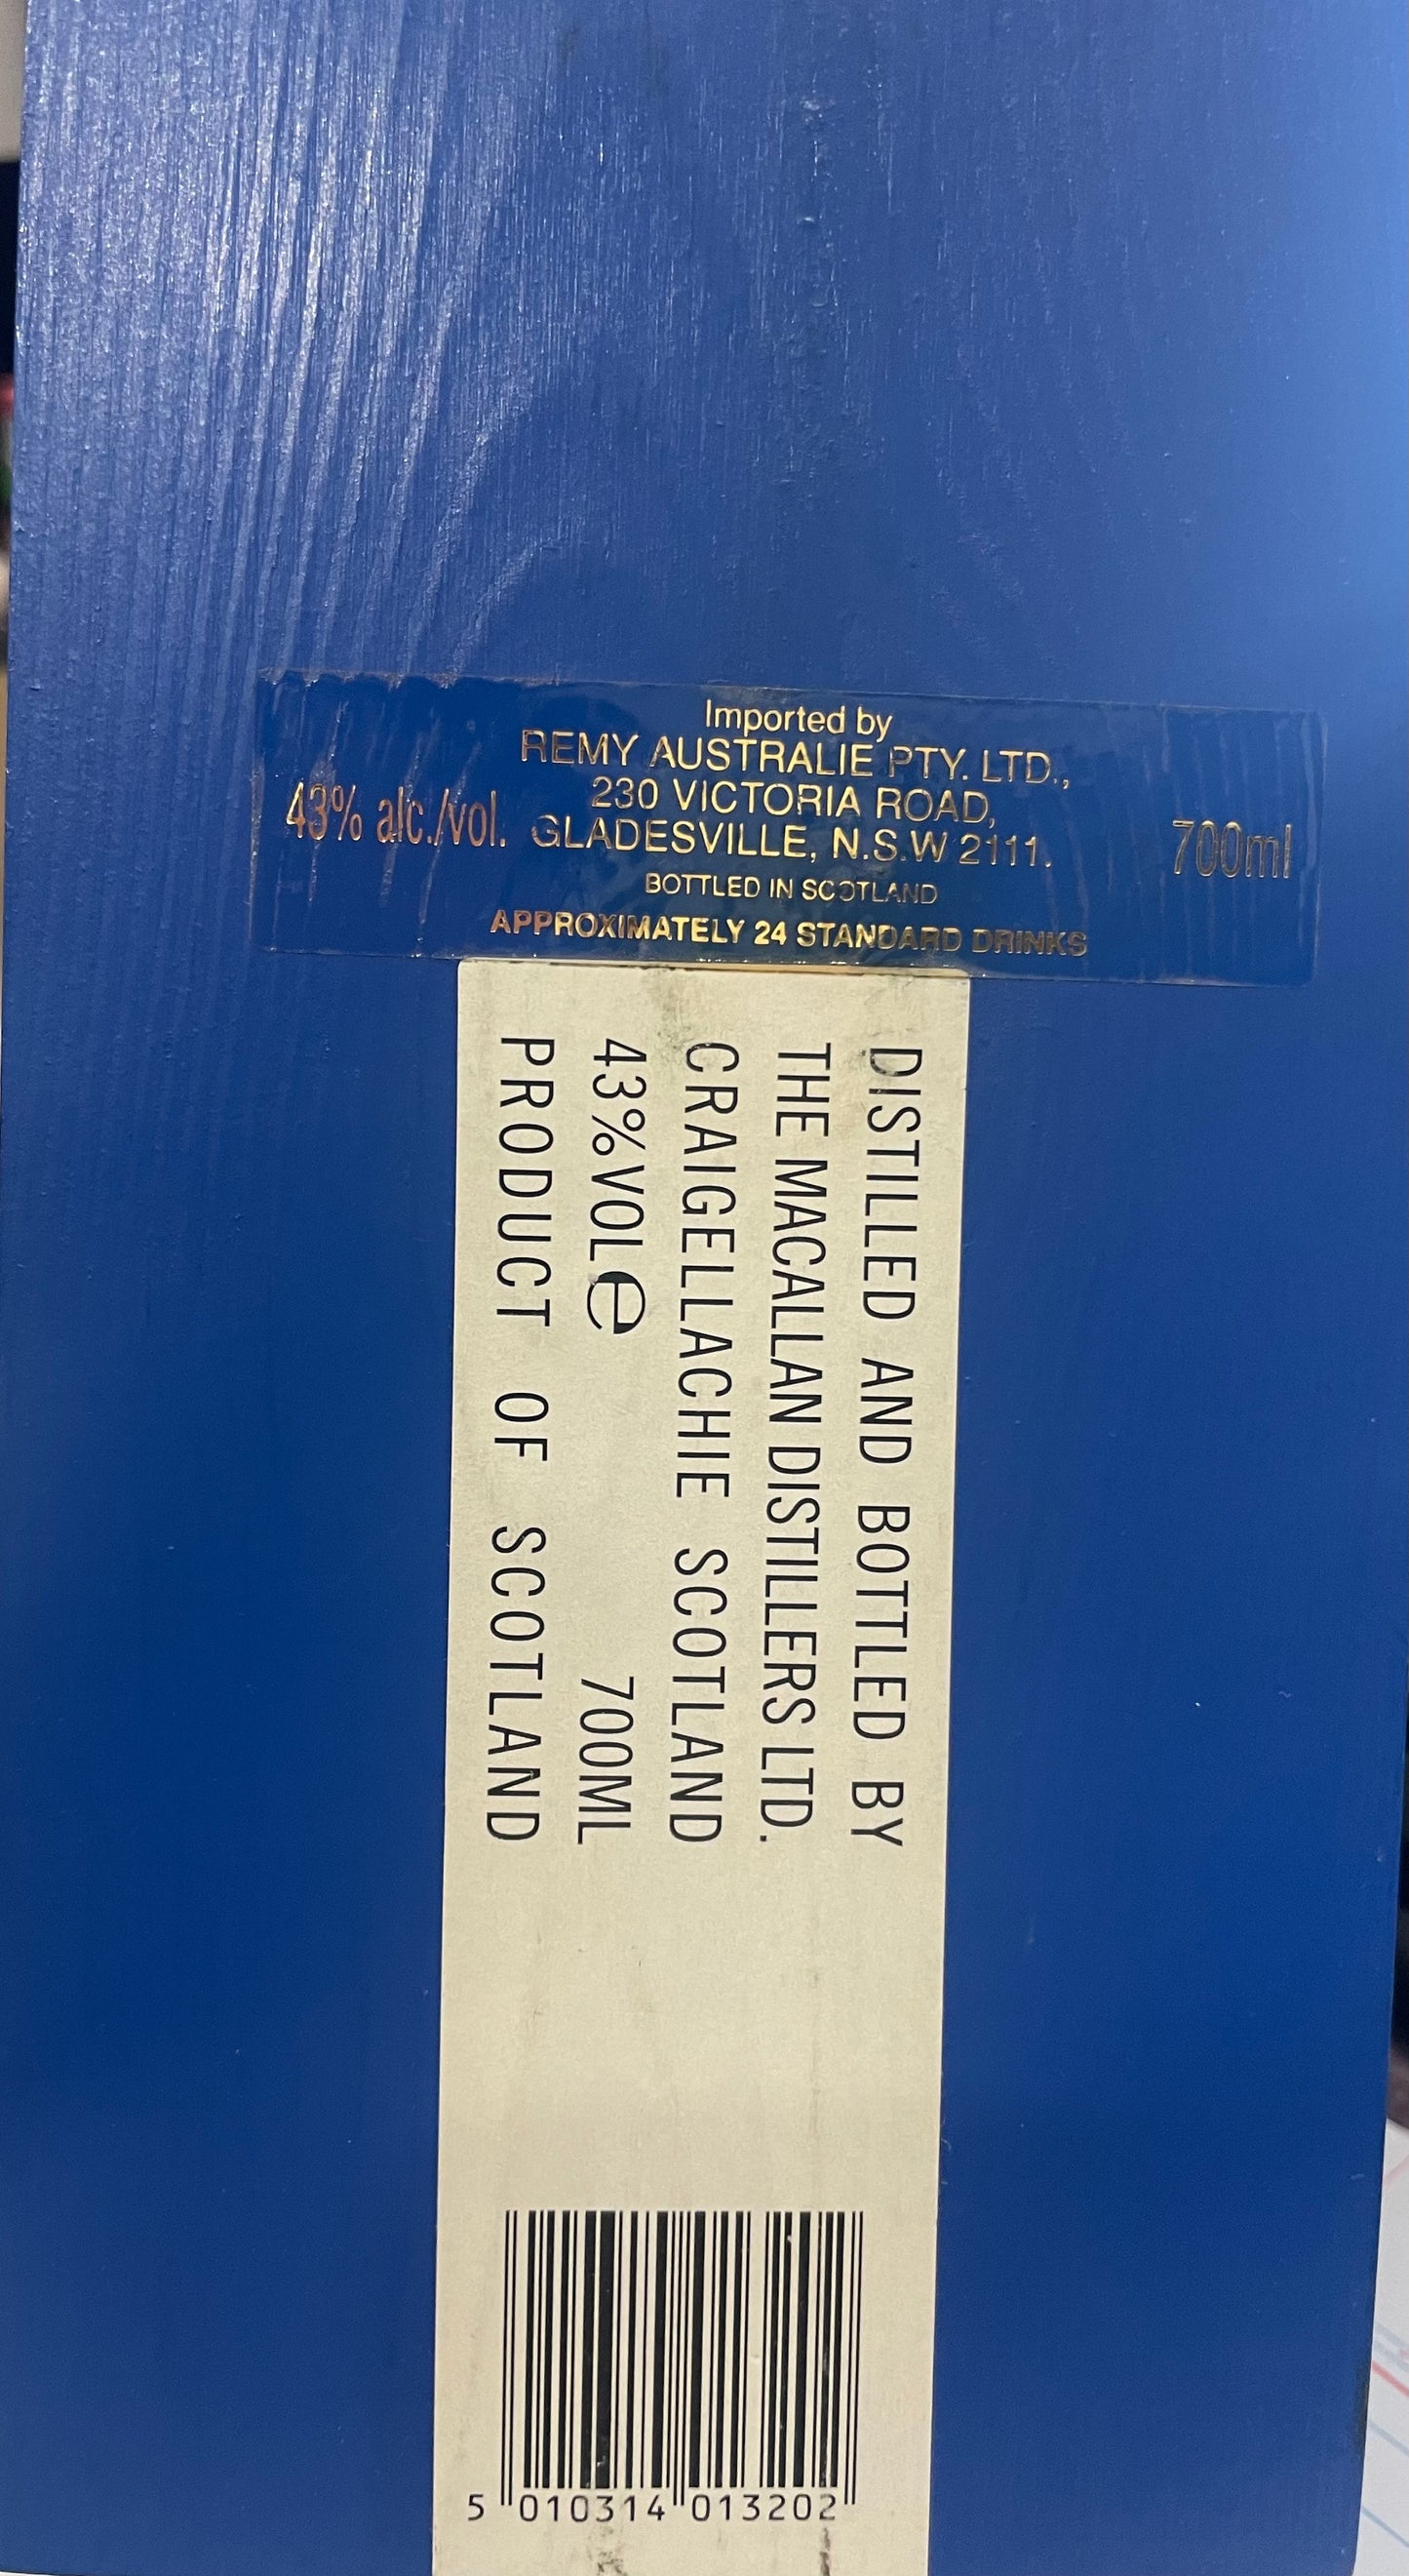 Imported by
REMY AUSTRALIE PTY. LTD.,
230 VICTORIA ROAD,
43% alc./vol. GLADESVILLE, N.S.W 2111. 700ml
BOTTLED IN SCOTLAND
APPROXIMATELY 24 STANDARD DRINKS
DISTILLED AND BOTTLED BY
THE MACALLAN DISTILLERS LTD.
CRAIGELLACHIE SCOTLAND
43%VOL e 700ML
PRODUCT OF SCOTLAND
5 010314 013202